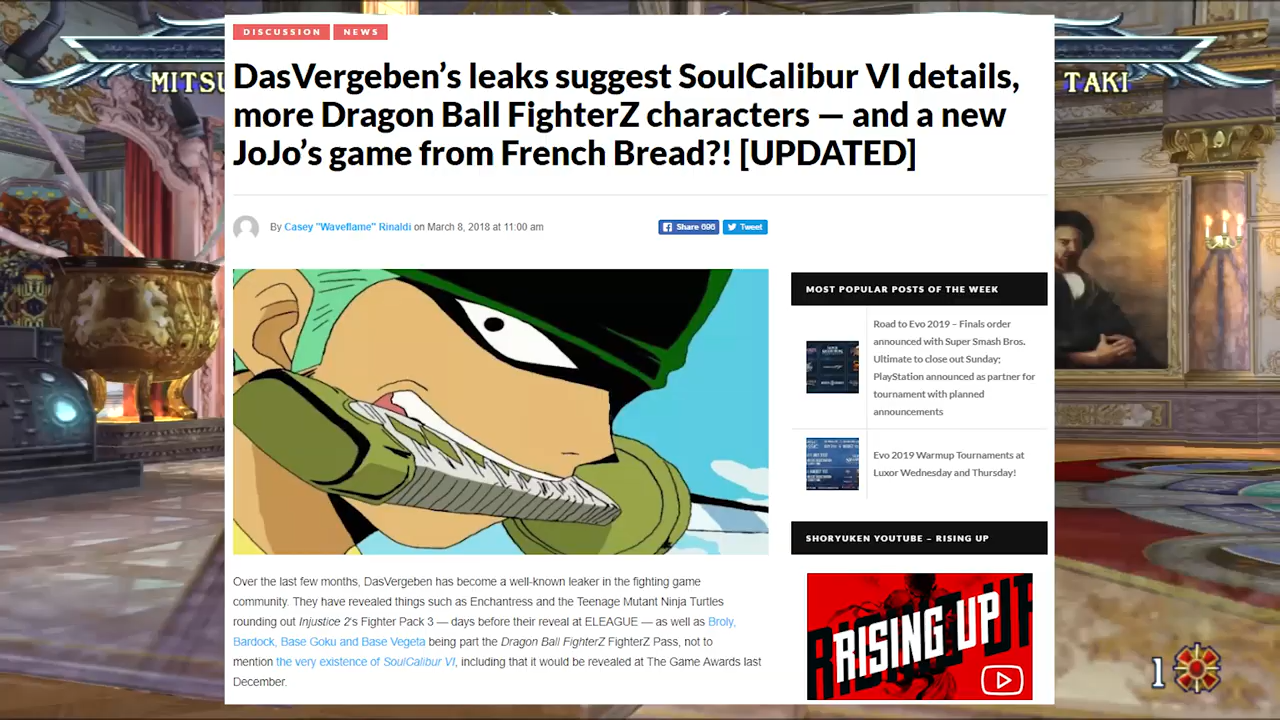 DISCUSSION NEWS
MITSU
TAKI
DasVergeben's leaks suggest SoulCalibur VI details,
more Dragon Ball FighterZ characters — and a new
JoJo's game from French Bread?! [UPDATED]
By Casey "Waveflame" Rinaldi on March 8, 2018 at 11:00 am
Share 696 Tweet
Over the last few months, DasVergeben has become a well-known leaker in the fighting game
community. They have revealed things such as Enchantress and the Teenage Mutant Ninja Turtles
rounding out Injustice 2's Fighter Pack 3 — days before their reveal at ELEAGUE — as well as Broly,
Bardock, Base Goku and Base Vegeta being part the Dragon Ball FighterZ FighterZ Pass, not to
mention the very existence of SoulCalibur VI, including that it would be revealed at The Game Awards last
December.
MOST POPULAR POSTS OF THE WEEK
Road to Evo 2019 – Finals order
announced with Super Smash Bros.
Ultimate to close out Sunday;
PlayStation announced as partner for
tournament with planned
announcements
Evo 2019 Warmup Tournaments at
Luxor Wednesday and Thursday!
SHORYUKEN YOUTUBE – RISING UP
RISING UP
1